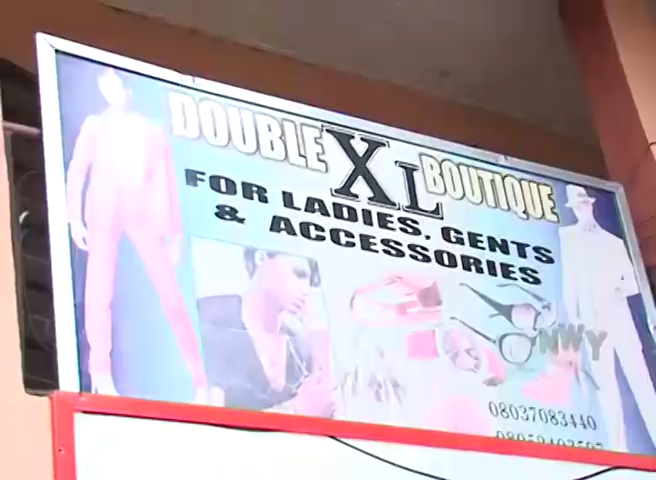 DOUBLE XL BOUTIQUE
FOR LADIES, GENTS
& ACCESSORIES
NWY
08037083440